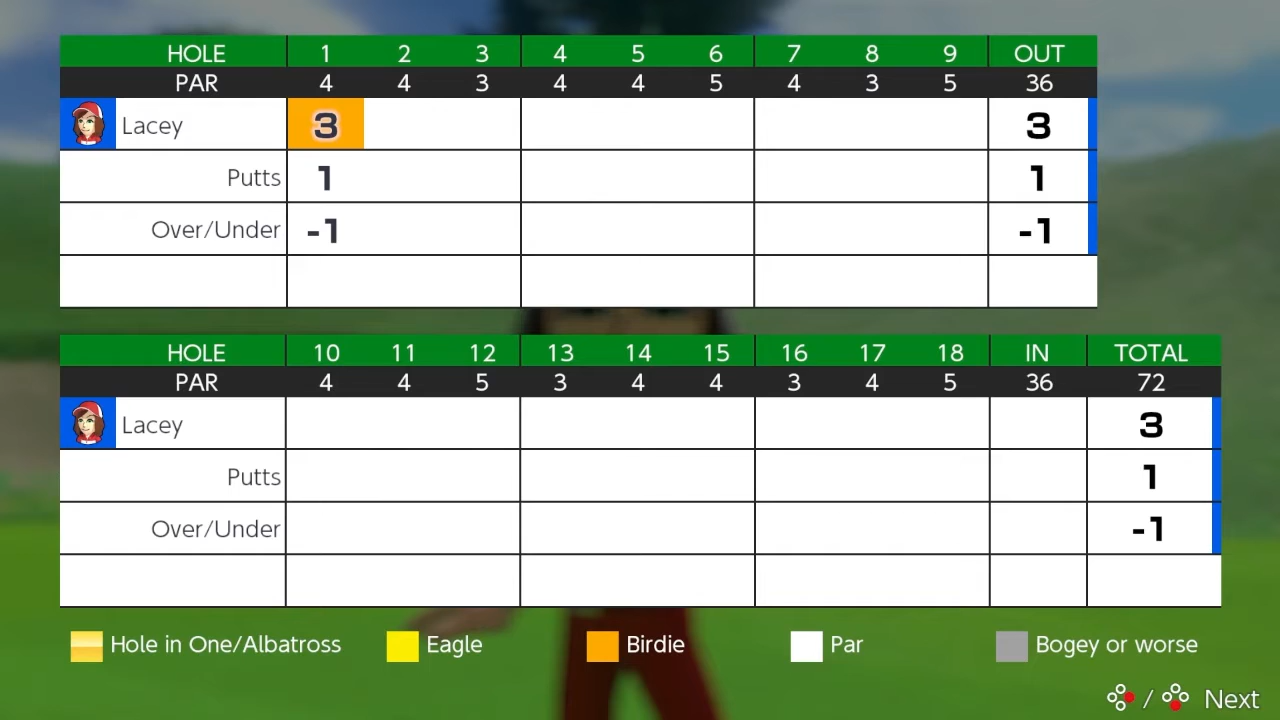 HOLE 1 2 3 4 5 6 7 8 9 OUT
PAR 4 4 3 4 4 5 4 3 5 36
Lacey 3 3
Putts 1 1
Over/Under -1 -1
HOLE 10 11 12 13 14 15 16 17 18 IN TOTAL
PAR 4 4 5 3 4 4 3 4 5 36 72
Lacey 3
Putts 1
Over/Under -1
Hole in One/Albatross Eagle Birdie Par Bogey or worse
/ Next